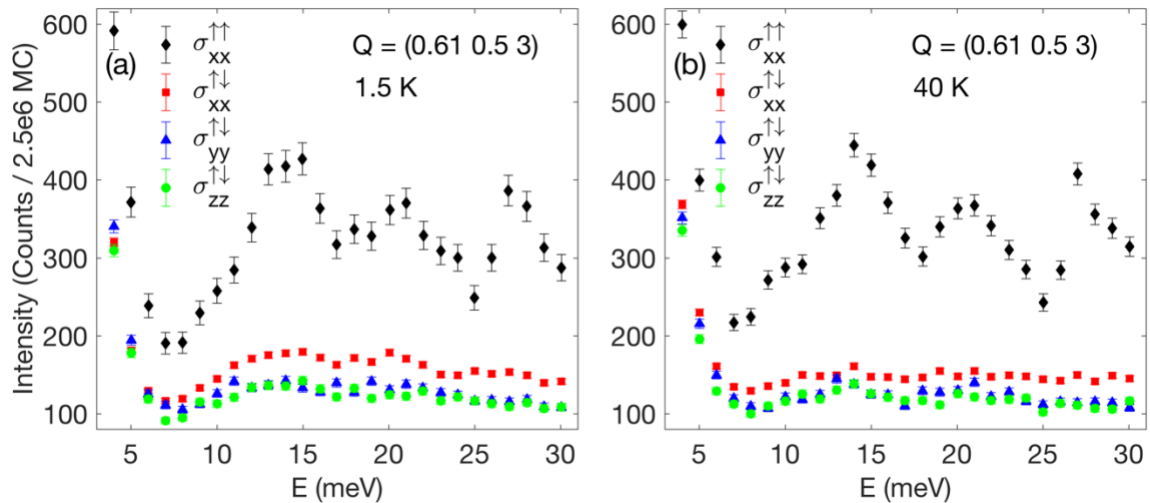 Intensity (Counts / 2.5e6 MC)
600
500
400
300
200
100
(a)
σ↑↑xx
σ↑↓xx
σ↑↓yy
σ↑↓zz
Q = (0.61 0.5 3)
1.5 K
5 10 15 20 25 30
E (meV)
600
500
400
300
200
100
(b)
σ↑↑xx
σ↑↓xx
σ↑↓yy
σ↑↓zz
Q = (0.61 0.5 3)
40 K
5 10 15 20 25 30
E (meV)